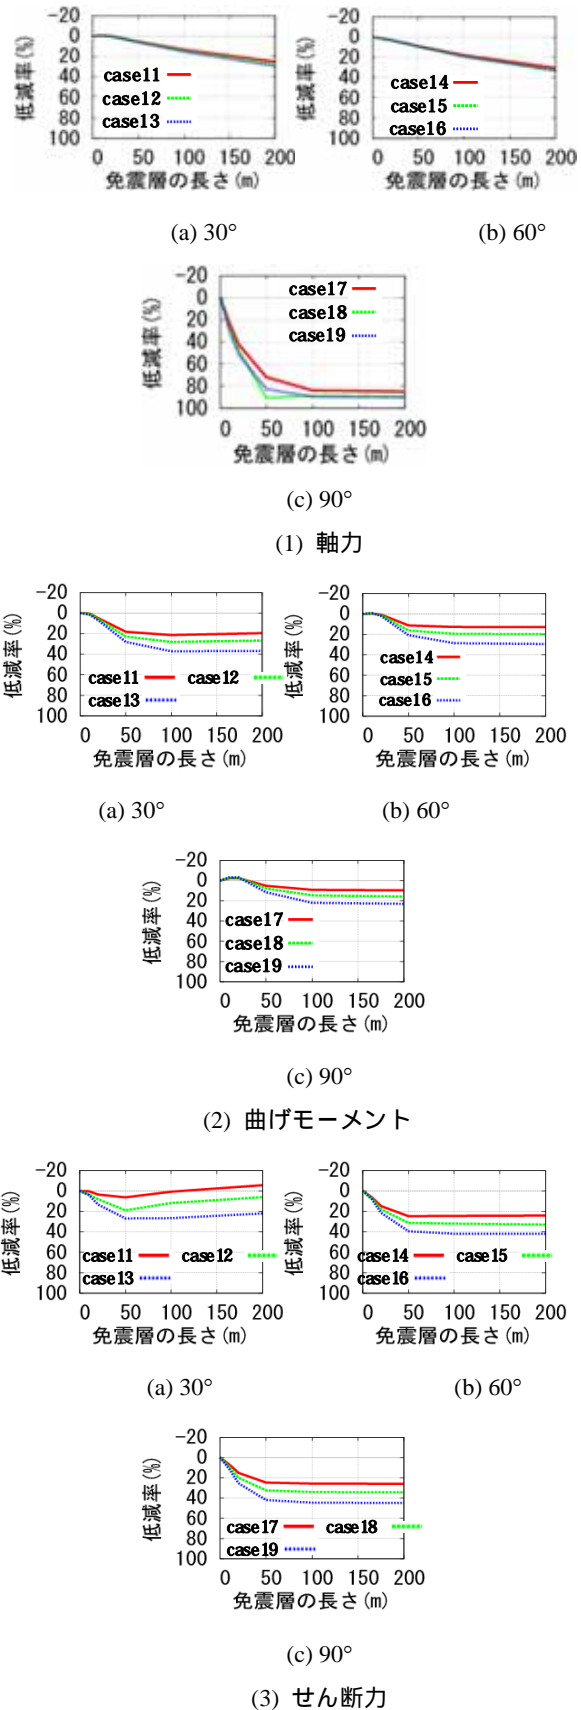 -20
0
20
40
60
80
100
低減率(%)
case11
case12
case13
0 50 100 150 200
免震層の長さ(m)
(a) 30°
-20
0
20
40
60
80
100
低減率(%)
case14
case15
case16
0 50 100 150 200
免震層の長さ(m)
(b) 60°
-20
0
20
40
60
80
100
低減率(%)
case17
case18
case19
0 50 100 150 200
免震層の長さ(m)
(c) 90°
(1) 軸力
-20
0
20
40
60
80
100
低減率(%)
case11 case12
case13
0 50 100 150 200
免震層の長さ(m)
(a) 30°
-20
0
20
40
60
80
100
低減率(%)
case14
case15
case16
0 50 100 150 200
免震層の長さ(m)
(b) 60°
-20
0
20
40
60
80
100
低減率(%)
case17
case18
case19
0 50 100 150 200
免震層の長さ(m)
(c) 90°
(2) 曲げモーメント
-20
0
20
40
60
80
100
低減率(%)
case11 case12
case13
0 50 100 150 200
免震層の長さ(m)
(a) 30°
-20
0
20
40
60
80
100
低減率(%)
case14 case15
case16
0 50 100 150 200
免震層の長さ(m)
(b) 60°
-20
0
20
40
60
80
100
低減率(%)
case17 case18
case19
0 50 100 150 200
免震層の長さ(m)
(c) 90°
(3) せん断力